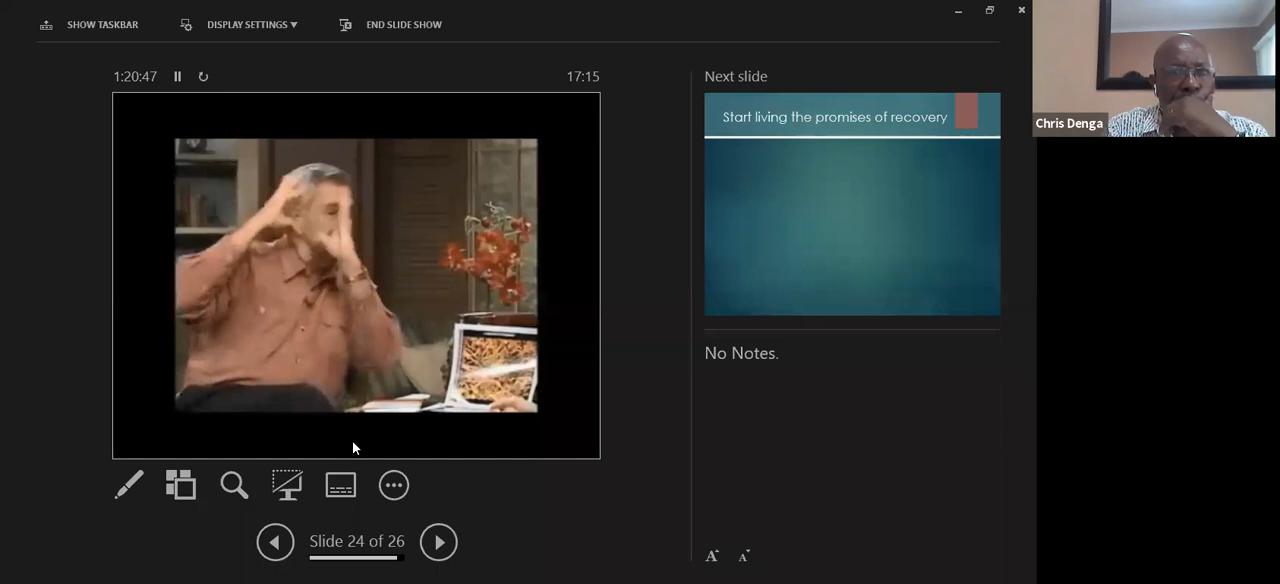 SHOW TASKBAR
DISPLAY SETTINGS ▼
END SLIDE SHOW
1:20:47
17:15
Next slide
Start living the promises of recovery
Chris Denga
No Notes.
Slide 24 of 26
A A